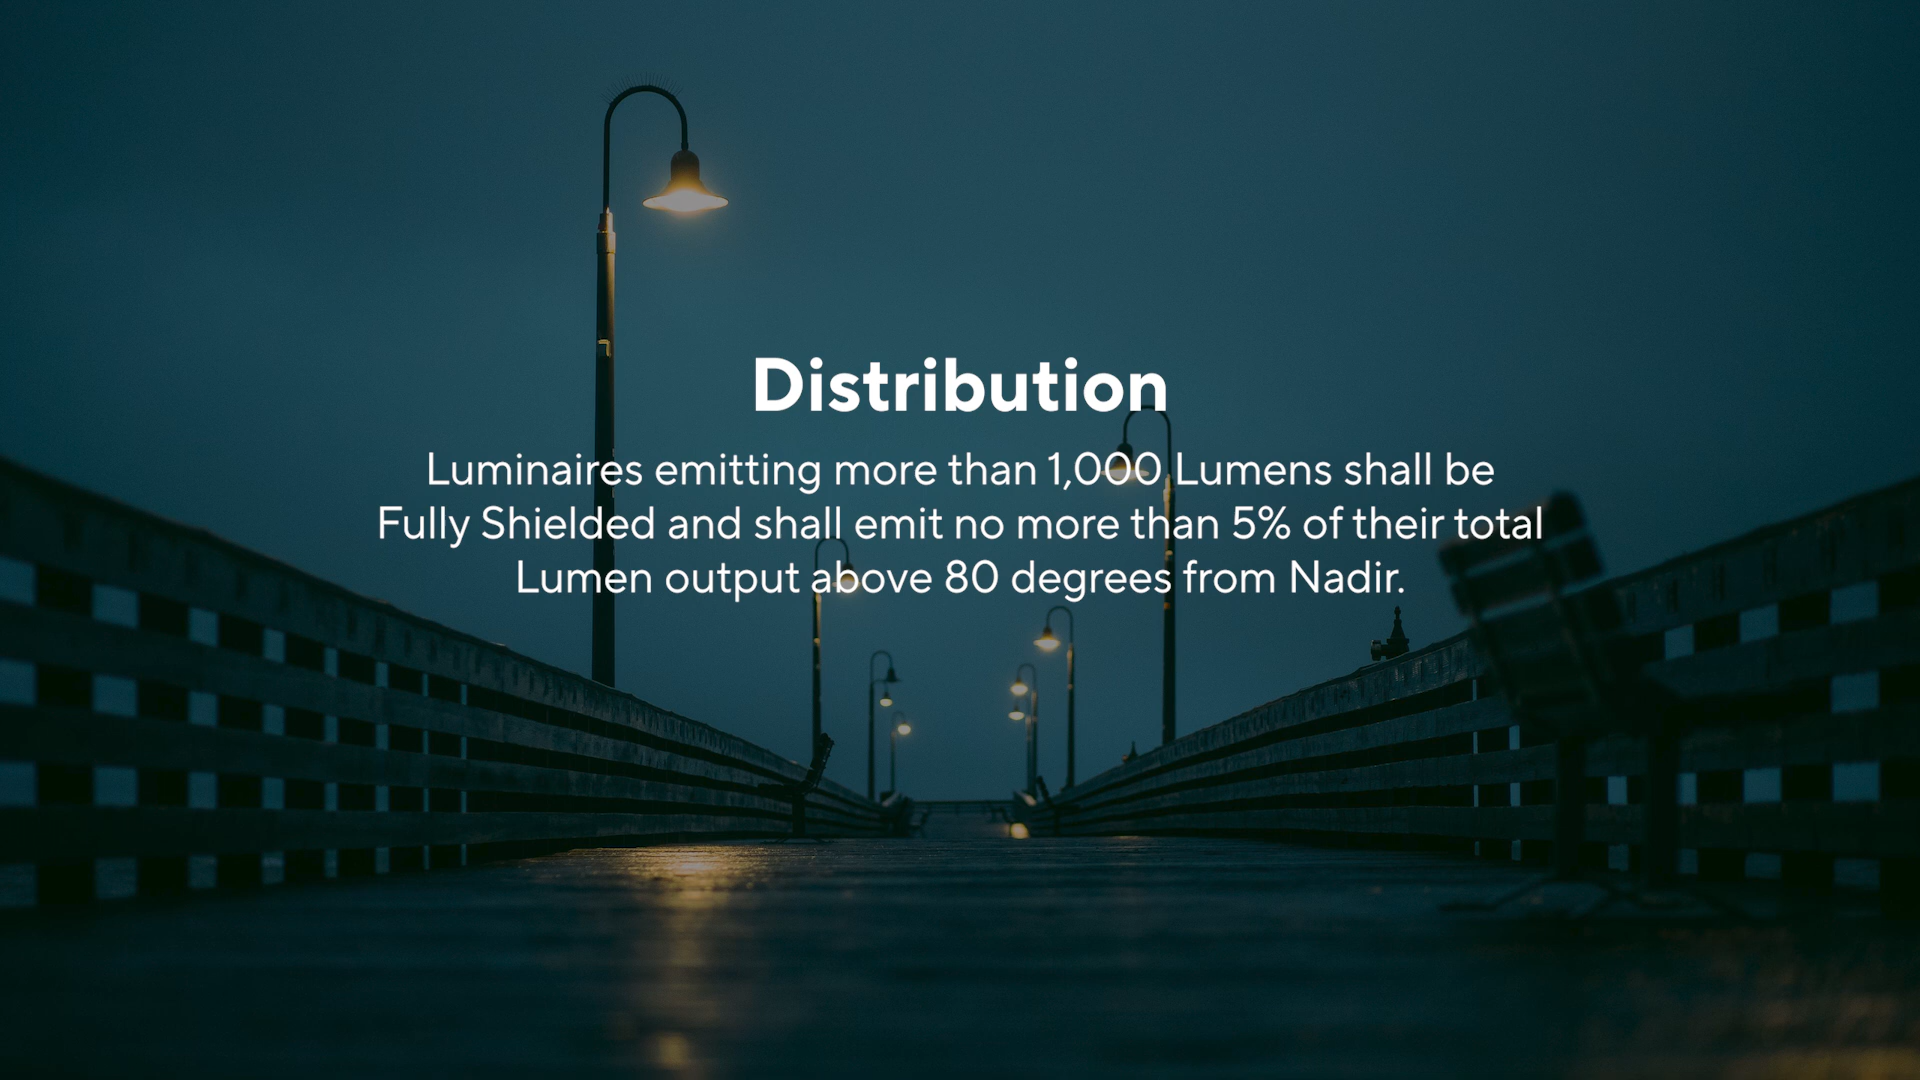 Distribution
Luminaires emitting more than 1,000 Lumens shall be
Fully Shielded and shall emit no more than 5% of their total
Lumen output above 80 degrees from Nadir.